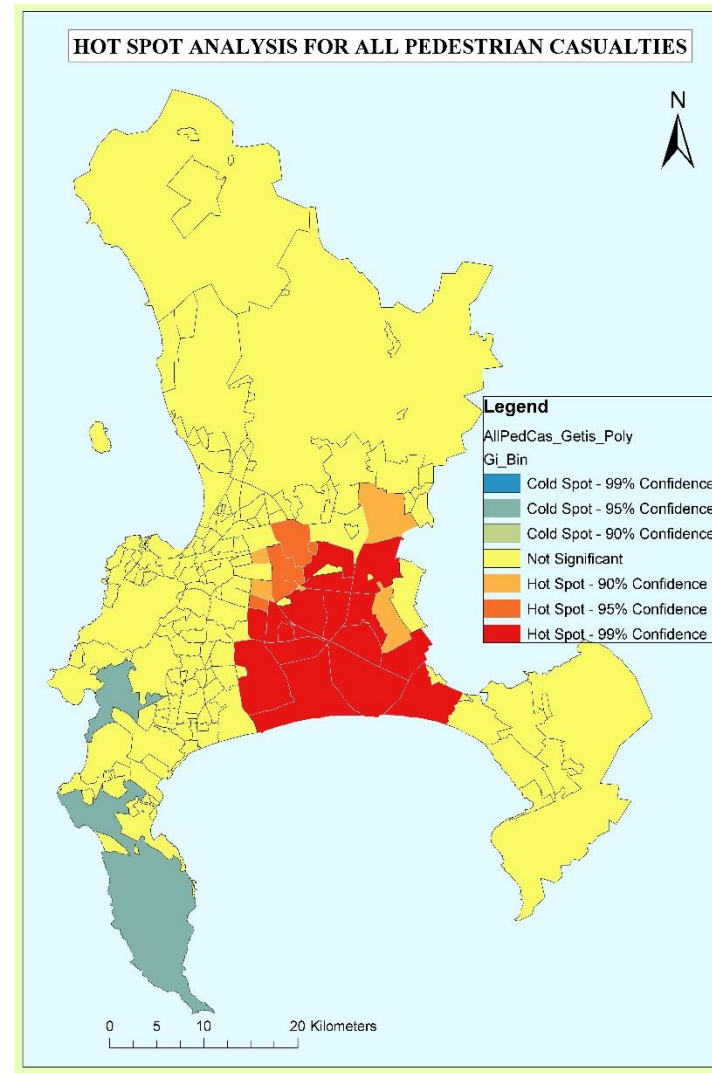 HOT SPOT ANALYSIS FOR ALL PEDESTRIAN CASUALTIES
N
Legend
AllPedCas_Getis_Poly
Gi_Bin
Cold Spot - 99% Confidence
Cold Spot - 95% Confidence
Cold Spot - 90% Confidence
Not Significant
Hot Spot - 90% Confidence
Hot Spot - 95% Confidence
Hot Spot - 99% Confidence
0 5 10 20 Kilometers